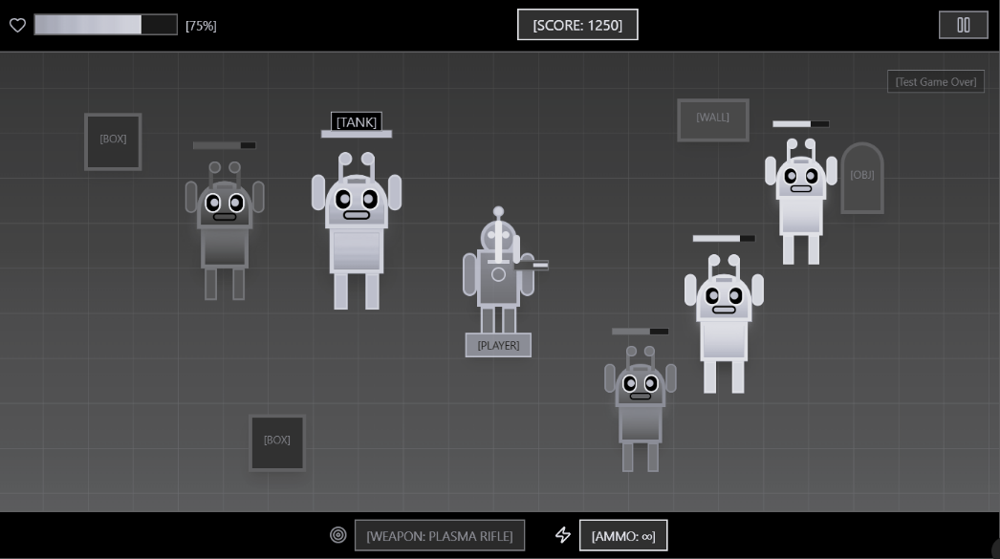 [75%]
[SCORE: 1250]
[Test Game Over]
[TANK]
[WALL]
[BOX]
[OBJ]
[PLAYER]
[BOX]
[WEAPON: PLASMA RIFLE]
[AMMO: ∞]